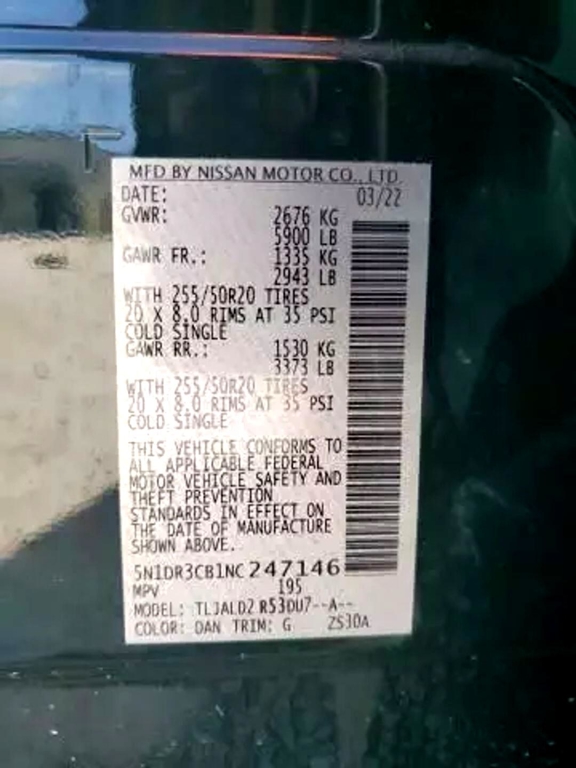 MFD BY NISSAN MOTOR CO., LTD.
DATE: 03/22
GVWR: 2676 KG
5900 LB
GAWR FR.: 1335 KG
2943 LB
WITH 255/50R20 TIRES
20 X 8.0 RIMS AT 35 PSI
COLD SINGLE
GAWR RR.: 1530 KG
3373 LB
WITH 255/50R20 TIRES
20 X 8.0 RIMS AT 35 PSI
COLD SINGLE
THIS VEHICLE CONFORMS TO
ALL APPLICABLE FEDERAL
MOTOR VEHICLE SAFETY AND
THEFT PREVENTION
STANDARDS IN EFFECT ON
THE DATE OF MANUFACTURE
SHOWN ABOVE.
5N1DR3CB1NC247146
MPV 195
MODEL: TLJALD2 R53DU7--A--
COLOR: DAN TRIM: G ZS30A